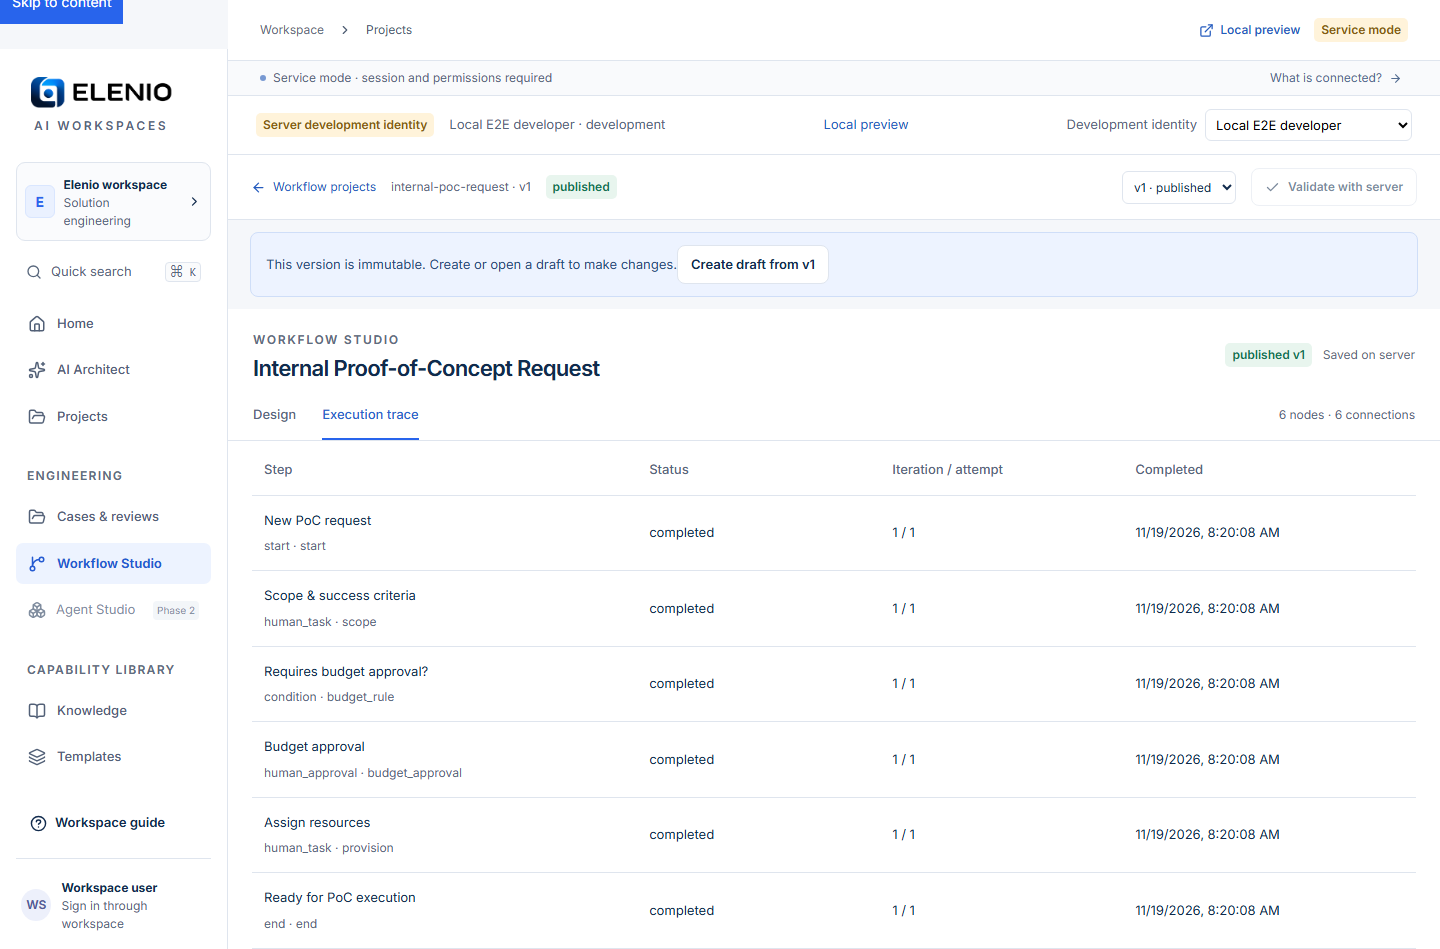 Skip to content
ELENIO
AI WORKSPACES
E
Elenio workspace
Solution
engineering
Quick search
⌘ K
Home
AI Architect
Projects
ENGINEERING
Cases & reviews
Workflow Studio
Agent Studio
Phase 2
CAPABILITY LIBRARY
Knowledge
Templates
Workspace guide
WS
Workspace user
Sign in through
workspace
Workspace
Projects
Local preview
Service mode
Service mode · session and permissions required
What is connected?
Server development identity
Local E2E developer · development
Local preview
Development identity
Local E2E developer
Workflow projects
internal-poc-request · v1
published
v1 · published
Validate with server
This version is immutable. Create or open a draft to make changes.
Create draft from v1
WORKFLOW STUDIO
Internal Proof-of-Concept Request
published v1
Saved on server
Design
Execution trace
6 nodes · 6 connections
Step Status Iteration / attempt Completed
New PoC request
start · start
completed 1 / 1 11/19/2026, 8:20:08 AM
Scope & success criteria
human_task · scope
completed 1 / 1 11/19/2026, 8:20:08 AM
Requires budget approval?
condition · budget_rule
completed 1 / 1 11/19/2026, 8:20:08 AM
Budget approval
human_approval · budget_approval
completed 1 / 1 11/19/2026, 8:20:08 AM
Assign resources
human_task · provision
completed 1 / 1 11/19/2026, 8:20:08 AM
Ready for PoC execution
end · end
completed 1 / 1 11/19/2026, 8:20:08 AM